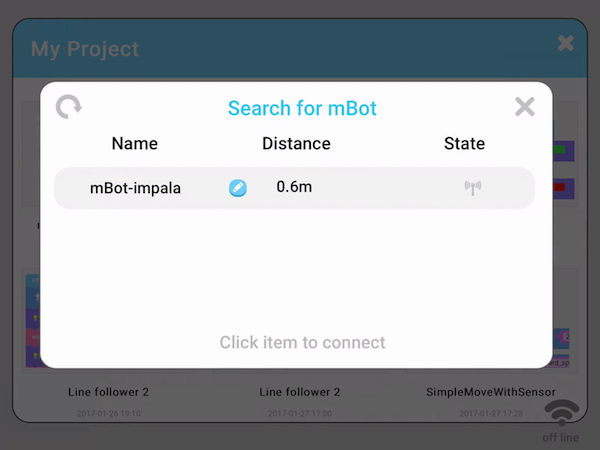 My Project
Search for mBot
Name Distance State
mBot-impala 0.6m
Click item to connect
Line follower 2 Line follower 2 SimpleMoveWithSensor
2017-01-26 19:10 2017-01-27 17:00 2017-01-27 17:28
off line